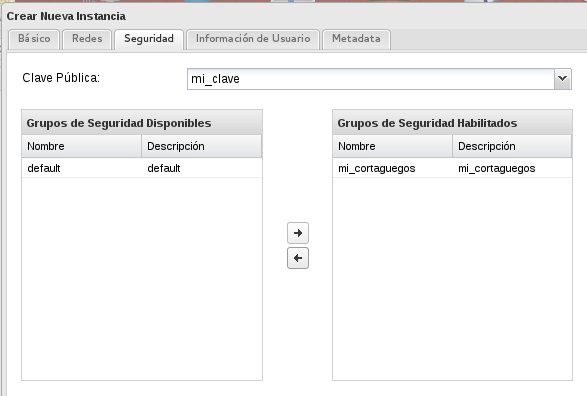 Crear Nueva Instancia
Básico Redes Seguridad Información de Usuario Metadata
Clave Pública: mi_clave
Grupos de Seguridad Disponibles
Nombre Descripción
default default
Grupos de Seguridad Habilitados
Nombre Descripción
mi_cortaguegos mi_cortaguegos